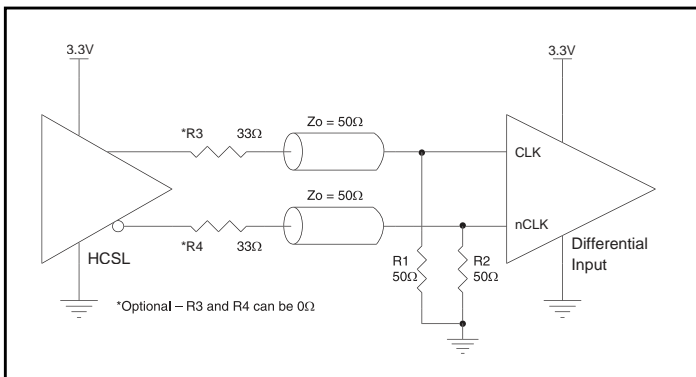 3.3V
3.3V
*R3 33Ω
Zo = 50Ω
CLK
*R4 33Ω
Zo = 50Ω
nCLK
HCSL
R1
50Ω
R2
50Ω
Differential
Input
*Optional – R3 and R4 can be 0Ω